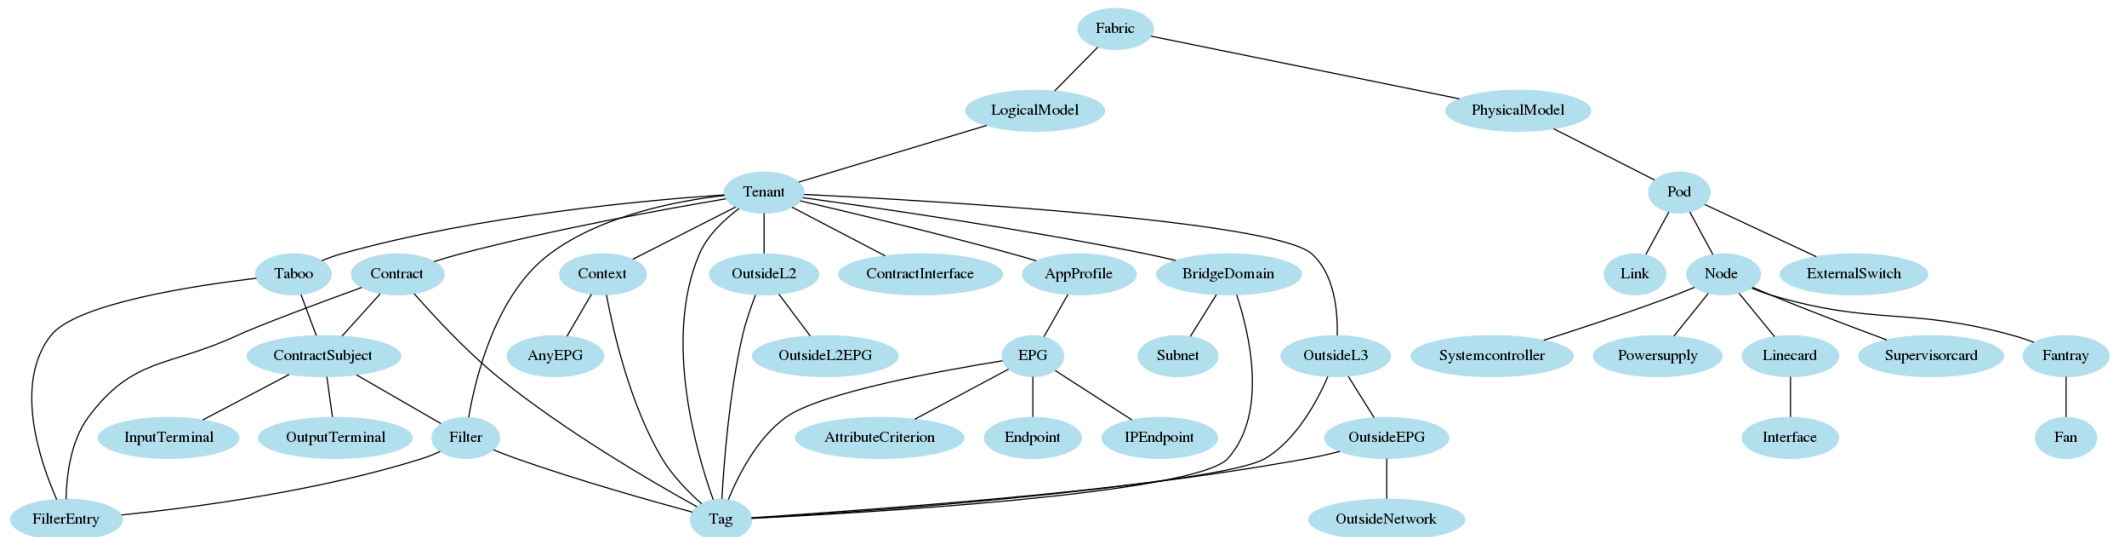 Fabric
LogicalModel
PhysicalModel
Tenant
Pod
Taboo
Contract
Context
OutsideL2
ContractInterface
AppProfile
BridgeDomain
Link
Node
ExternalSwitch
ContractSubject
AnyEPG
OutsideL2EPG
EPG
Subnet
OutsideL3
Systemcontroller
Powersupply
Linecard
Supervisorcard
Fantray
InputTerminal
OutputTerminal
Filter
AttributeCriterion
Endpoint
IPEndpoint
OutsideEPG
Interface
Fan
FilterEntry
Tag
OutsideNetwork